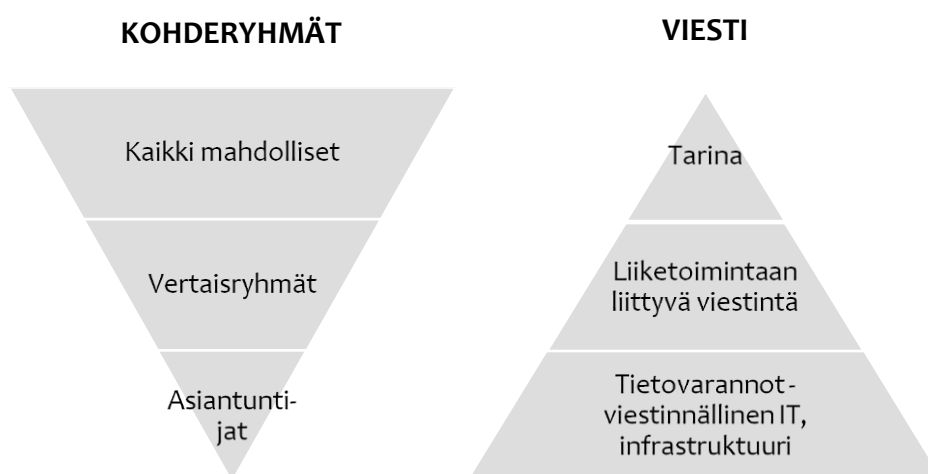 KOHDERYHMÄT
Kaikki mahdolliset
Vertaisryhmät
Asiantunti-
jat
VIESTI
Tarina
Liiketoimintaan
liittyvä viestintä
Tietovarannot -
viestinnällinen IT,
infrastruktuuri